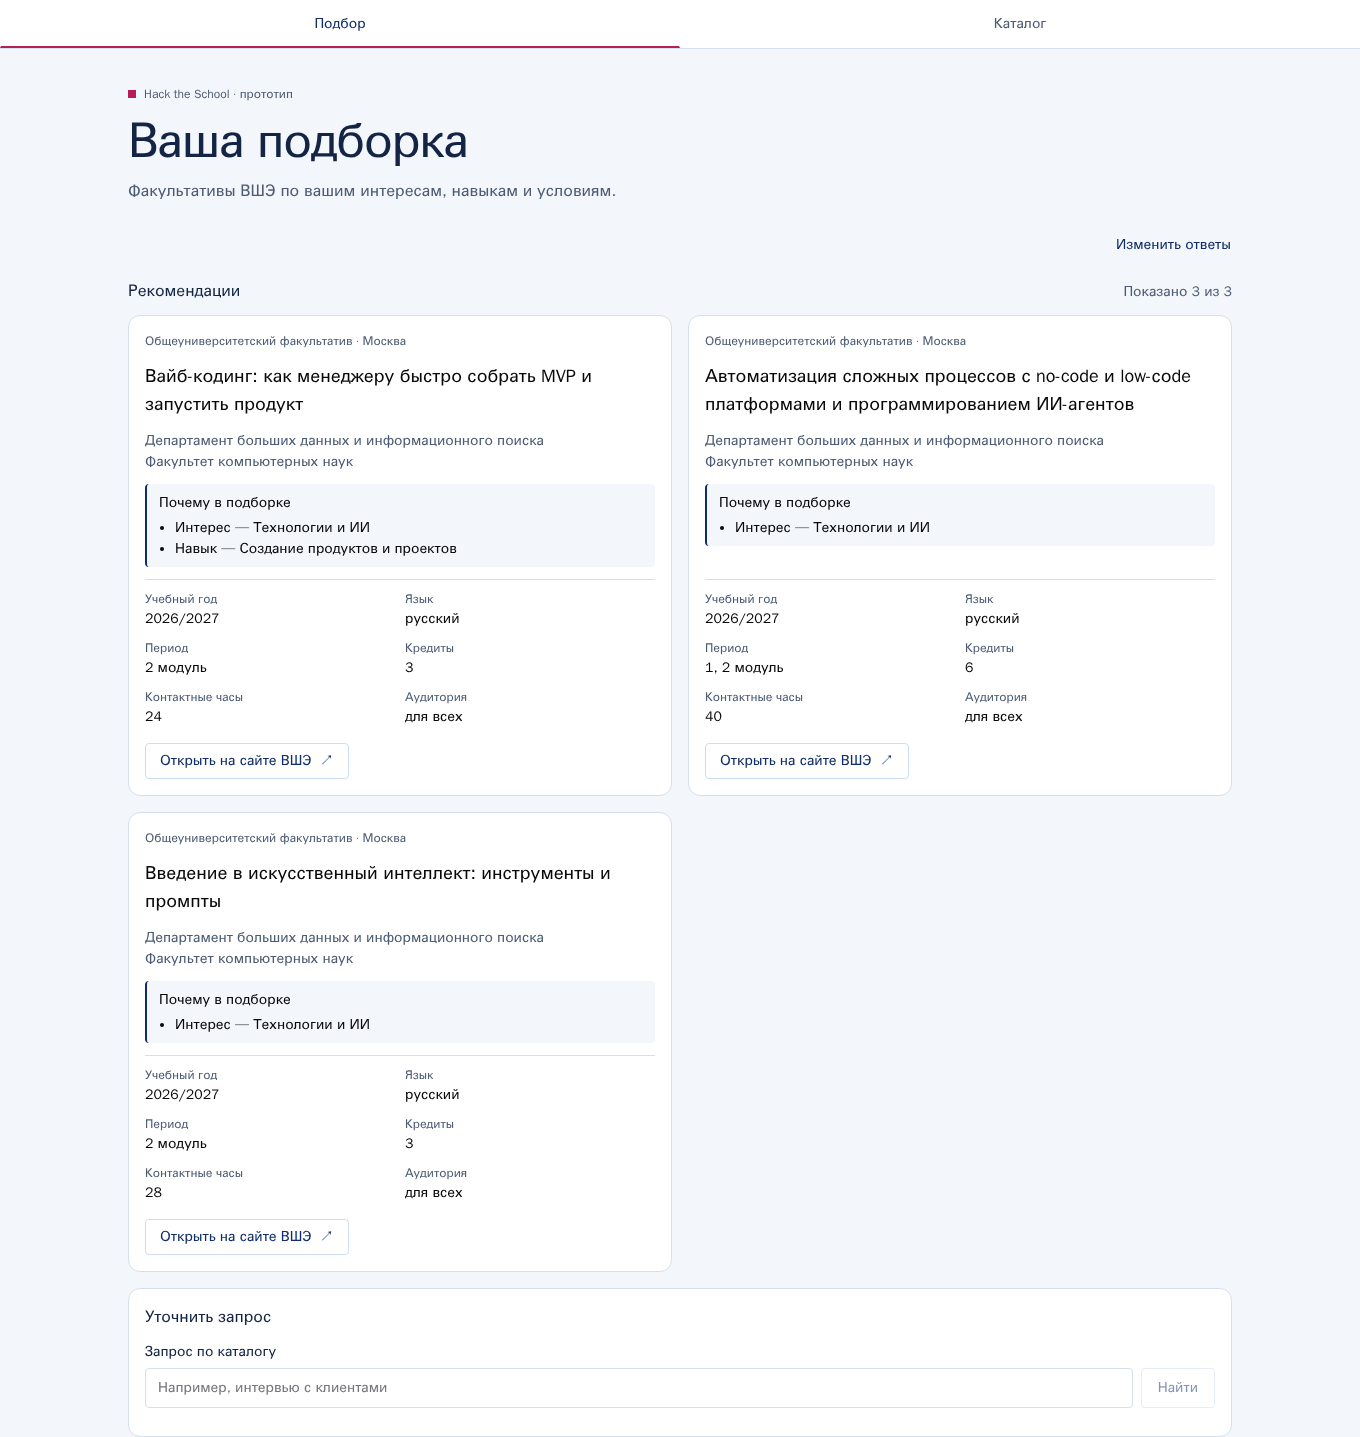 Подбор
Каталог
Hack the School · прототип
Ваша подборка
Факультативы ВШЭ по вашим интересам, навыкам и условиям.
Изменить ответы
Рекомендации
Показано 3 из 3
Общеуниверситетский факультатив · Москва
Вайб-кодинг: как менеджеру быстро собрать MVP и
запустить продукт
Департамент больших данных и информационного поиска
Факультет компьютерных наук
Почему в подборке
• Интерес — Технологии и ИИ
• Навык — Создание продуктов и проектов
Учебный год
Язык
2026/2027
русский
Период
Кредиты
2 модуль
3
Контактные часы
Аудитория
24
для всех
Открыть на сайте ВШЭ ↗
Общеуниверситетский факультатив · Москва
Автоматизация сложных процессов с no-code и low-code
платформами и программированием ИИ-агентов
Департамент больших данных и информационного поиска
Факультет компьютерных наук
Почему в подборке
• Интерес — Технологии и ИИ
Учебный год
Язык
2026/2027
русский
Период
Кредиты
1, 2 модуль
6
Контактные часы
Аудитория
40
для всех
Открыть на сайте ВШЭ ↗
Общеуниверситетский факультатив · Москва
Введение в искусственный интеллект: инструменты и
промпты
Департамент больших данных и информационного поиска
Факультет компьютерных наук
Почему в подборке
• Интерес — Технологии и ИИ
Учебный год
Язык
2026/2027
русский
Период
Кредиты
2 модуль
3
Контактные часы
Аудитория
28
для всех
Открыть на сайте ВШЭ ↗
Уточнить запрос
Запрос по каталогу
Например, интервью с клиентами
Найти